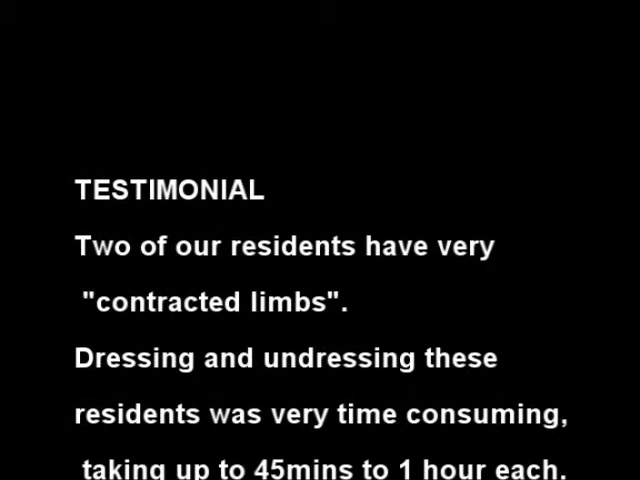 TESTIMONIAL
Two of our residents have very
"contracted limbs".
Dressing and undressing these
residents was very time consuming,
taking up to 45mins to 1 hour each.